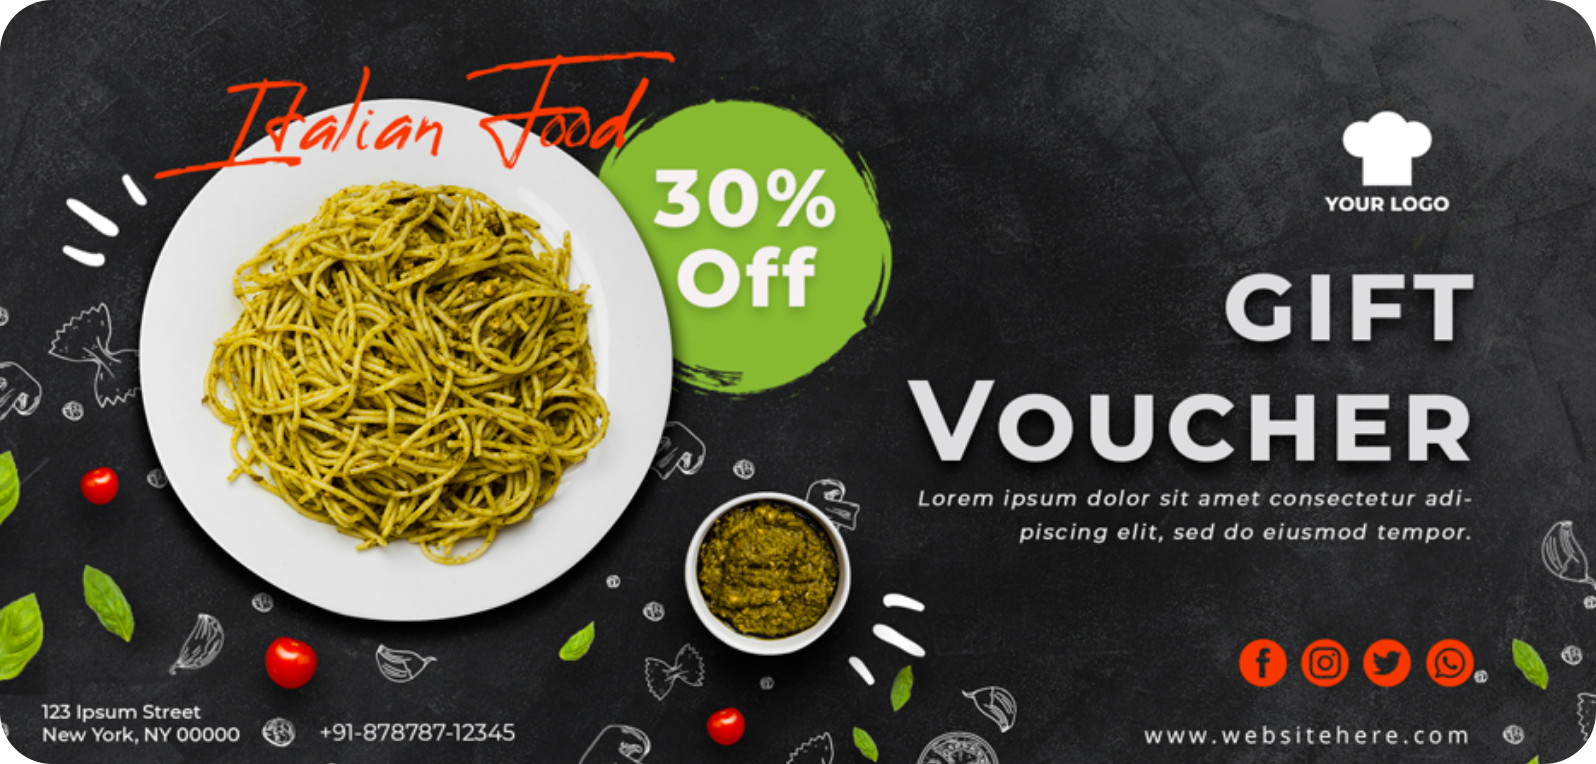 Italian Food
30%
Off
YOUR LOGO
GIFT
VOUCHER
Lorem ipsum dolor sit amet consectetur adi-
piscing elit, sed do eiusmod tempor.
123 Ipsum Street
New York, NY 00000
+91-878787-12345
www.websitehere.com